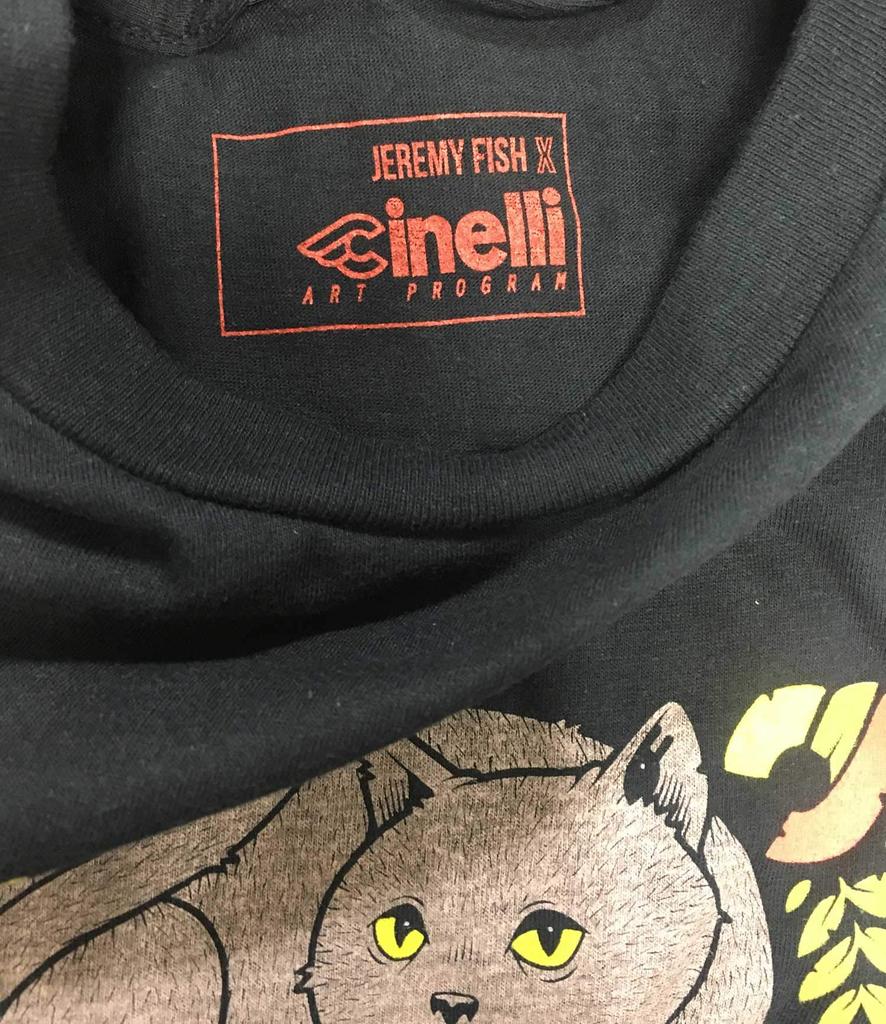 JEREMY FISH X
Cinelli
ART PROGRAM